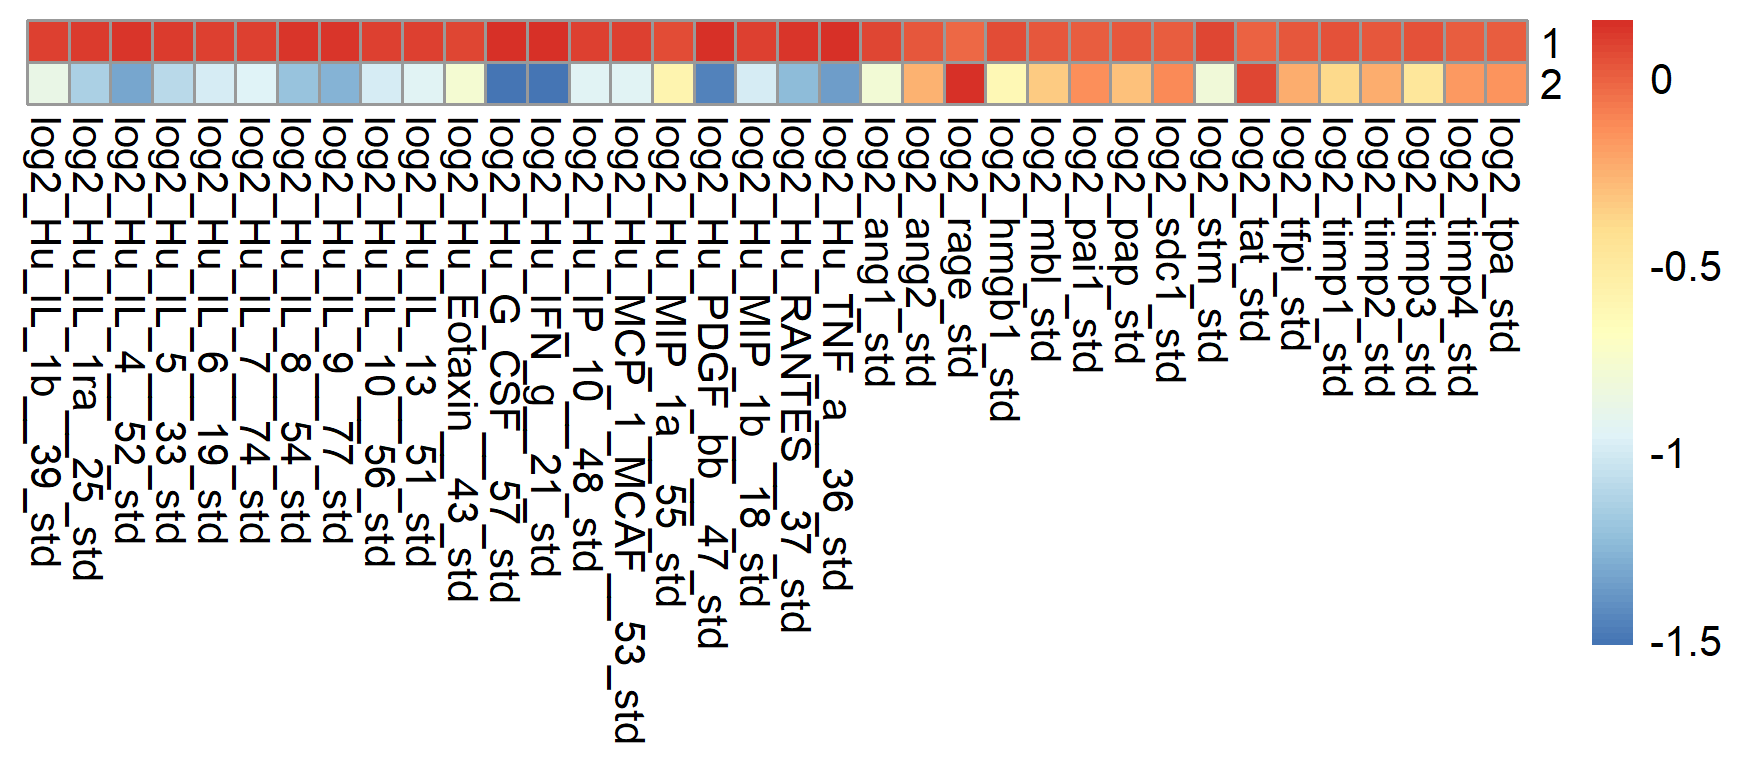 1
2
0
-0.5
-1
-1.5
log2_Hu_IL_1b__39_std
log2_Hu_IL_1ra__25_std
log2_Hu_IL_4__52_std
log2_Hu_IL_5__33_std
log2_Hu_IL_6__19_std
log2_Hu_IL_7__74_std
log2_Hu_IL_8__54_std
log2_Hu_IL_9__77_std
log2_Hu_IL_10__56_std
log2_Hu_IL_13__51_std
log2_Hu_Eotaxin__43_std
log2_Hu_G_CSF__57_std
log2_Hu_IFN_g__21_std
log2_Hu_IP_10__48_std
log2_Hu_MCP_1_MCAF__53_std
log2_Hu_MIP_1a__55_std
log2_Hu_PDGF_bb__47_std
log2_Hu_MIP_1b__18_std
log2_Hu_RANTES__37_std
log2_Hu_TNF_a__36_std
log2_ang1_std
log2_ang2_std
log2_rage_std
log2_hmgb1_std
log2_mbl_std
log2_pai1_std
log2_pap_std
log2_sdc1_std
log2_stm_std
log2_tat_std
log2_tfpi_std
log2_timp1_std
log2_timp2_std
log2_timp3_std
log2_timp4_std
log2_tpa_std